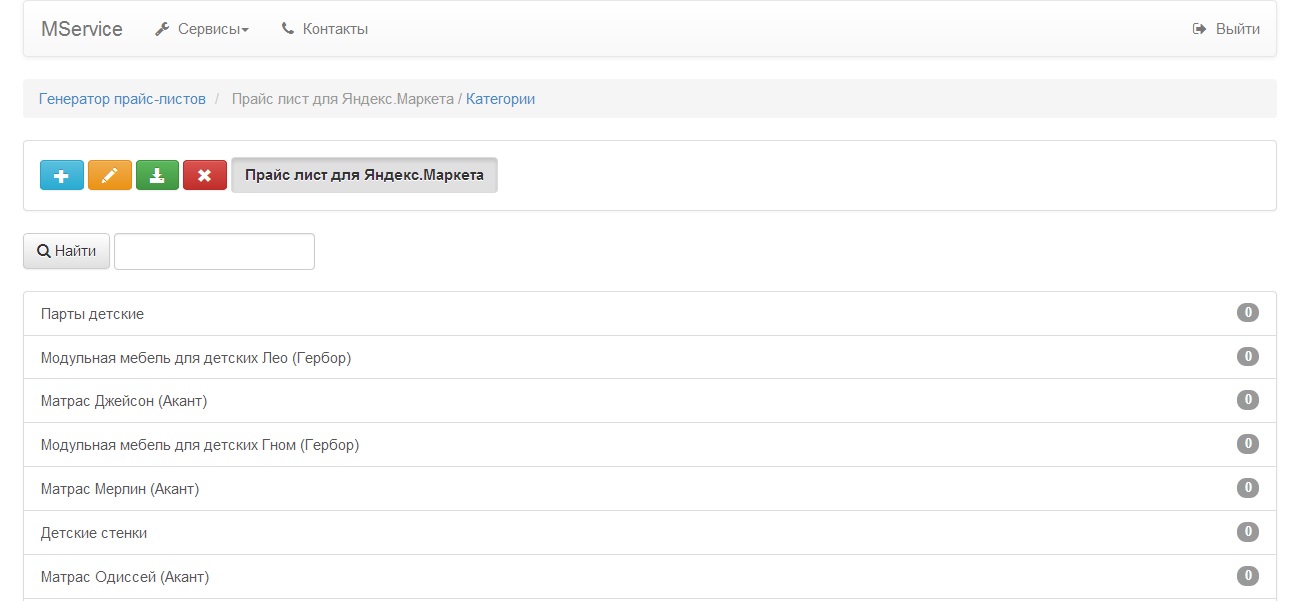 MService Сервисы Контакты Выйти
Генератор прайс-листов / Прайс лист для Яндекс.Маркета / Категории
Прайс лист для Яндекс.Маркета
Найти
Парты детские 0
Модульная мебель для детских Лео (Гербор) 0
Матрас Джейсон (Акант) 0
Модульная мебель для детских Гном (Гербор) 0
Матрас Мерлин (Акант) 0
Детские стенки 0
Матрас Одиссей (Акант) 0